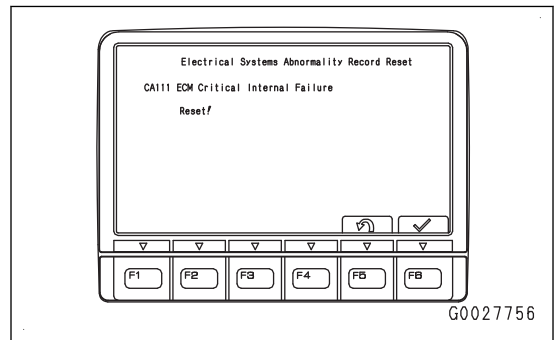 Electrical Systems Abnormality Record Reset
CA111 ECM Critical Internal Failure
Reset!
F1 F2 F3 F4 F5 F6
G0027756